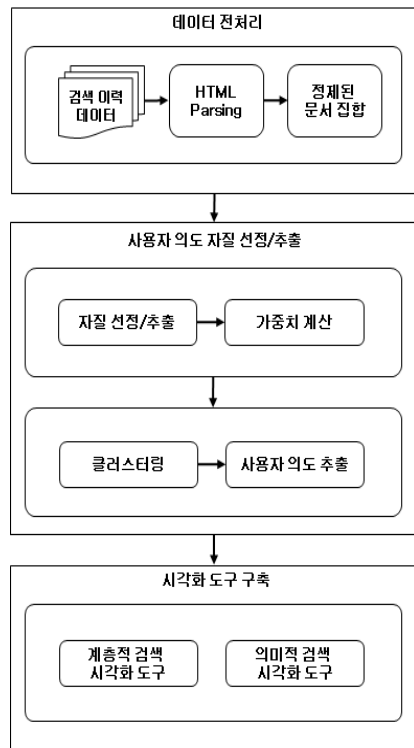 데이터 전처리
검색 이력
데이터
HTML
Parsing
정제된
문서 집합
사용자 의도 자질 선정/추출
자질 선정/추출
가중치 계산
클러스터링
사용자 의도 추출
시각화 도구 구축
계층적 검색
시각화 도구
의미적 검색
시각화 도구